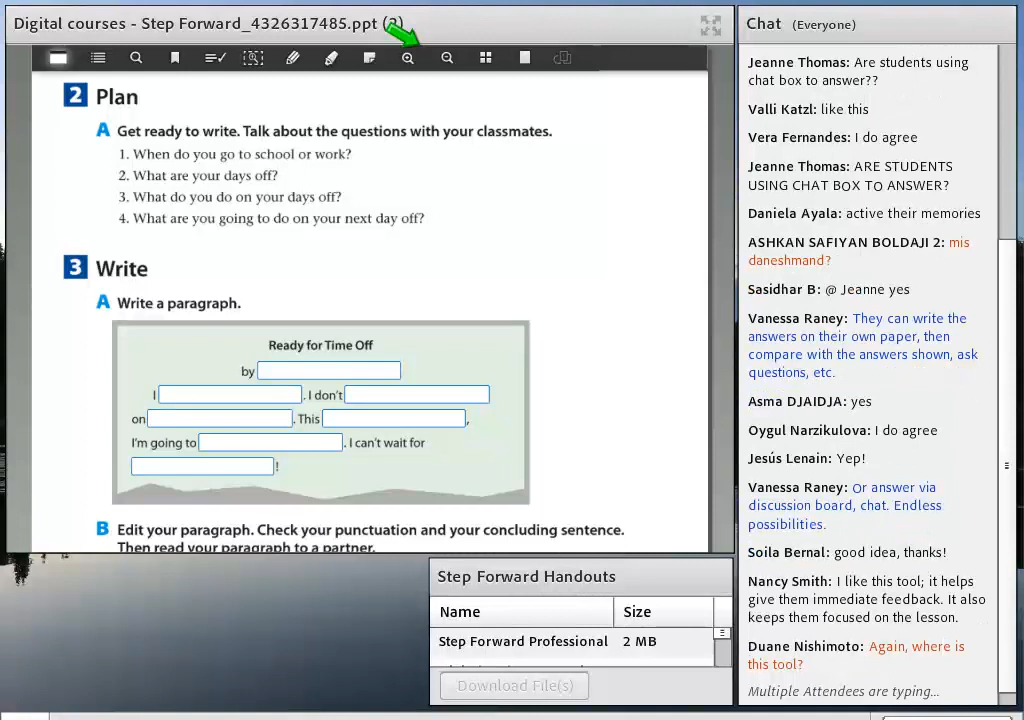 Digital courses - Step Forward_4326317485.ppt (2)
2 Plan
A Get ready to write. Talk about the questions with your classmates.
1. When do you go to school or work?
2. What are your days off?
3. What do you do on your days off?
4. What are you going to do on your next day off?
3 Write
A Write a paragraph.
Ready for Time Off
by
I . I don't
on . This ,
I'm going to . I can't wait for
!
B Edit your paragraph. Check your punctuation and your concluding sentence.
Then read your paragraph to a partner.
Step Forward Handouts
Name Size
Step Forward Professional 2 MB
Download File(s)
Chat (Everyone)
Jeanne Thomas: Are students using
chat box to answer??
Valli Katzl: like this
Vera Fernandes: I do agree
Jeanne Thomas: ARE STUDENTS
USING CHAT BOX TO ANSWER?
Daniela Ayala: active their memories
ASHKAN SAFIYAN BOLDAJI 2: mis
daneshmand?
Sasidhar B: @ Jeanne yes
Vanessa Raney: They can write the
answers on their own paper, then
compare with the answers shown, ask
questions, etc.
Asma DJAIDJA: yes
Oygul Narzikulova: I do agree
Jesús Lenain: Yep!
Vanessa Raney: Or answer via
discussion board, chat. Endless
possibilities.
Soila Bernal: good idea, thanks!
Nancy Smith: I like this tool; it helps
give them immediate feedback. It also
keeps them focused on the lesson.
Duane Nishimoto: Again, where is
this tool?
Multiple Attendees are typing...